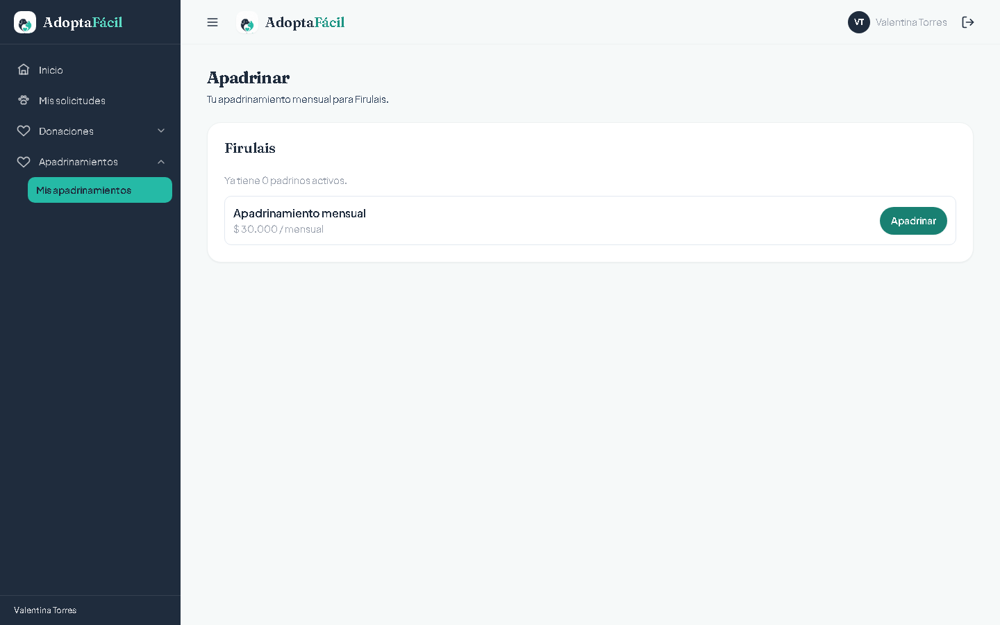 AdoptaFácil
Inicio
Mis solicitudes
Donaciones
Apadrinamientos
Mis apadrinamientos
Valentina Torres
AdoptaFácil
VT
Valentina Torres
Apadrinar
Tu apadrinamiento mensual para Firulais.
Firulais
Ya tiene 0 padrinos activos.
Apadrinamiento mensual
$ 30.000 / mensual
Apadrinar